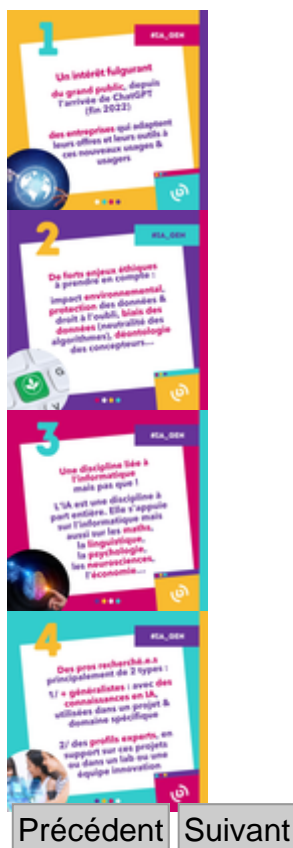 1
#IA_GEN
Un intérêt fulgurant
du grand public, depuis
l'arrivée de ChatGPT
(fin 2022)
des entreprises qui adaptent
leurs offres et leurs outils à
ces nouveaux usages &
usagers
2
#IA_GEN
De forts enjeux éthiques
à prendre en compte :
impact environnemental,
protection des données &
droit à l'oubli, biais des
données (neutralité des
algorithmes), déontologie
des concepteurs...
G
V
3
#IA_GEN
Une discipline liée à
l'informatique
mais pas que !
L'IA est une discipline à
part entière. Elle s'appuie
sur l'informatique mais
aussi sur les maths,
la linguistique,
la psychologie,
les neurosciences,
l'économie...
4
#IA_GEN
Des pros recherché.e.s
principalement de 2 types :
1/ + généralistes : avec des
connaissances en IA,
utilisées dans un projet &
domaine spécifique
2/ des profils experts, en
support sur ces projets
ou dans un lab ou une
équipe innovation
Précédent Suivant